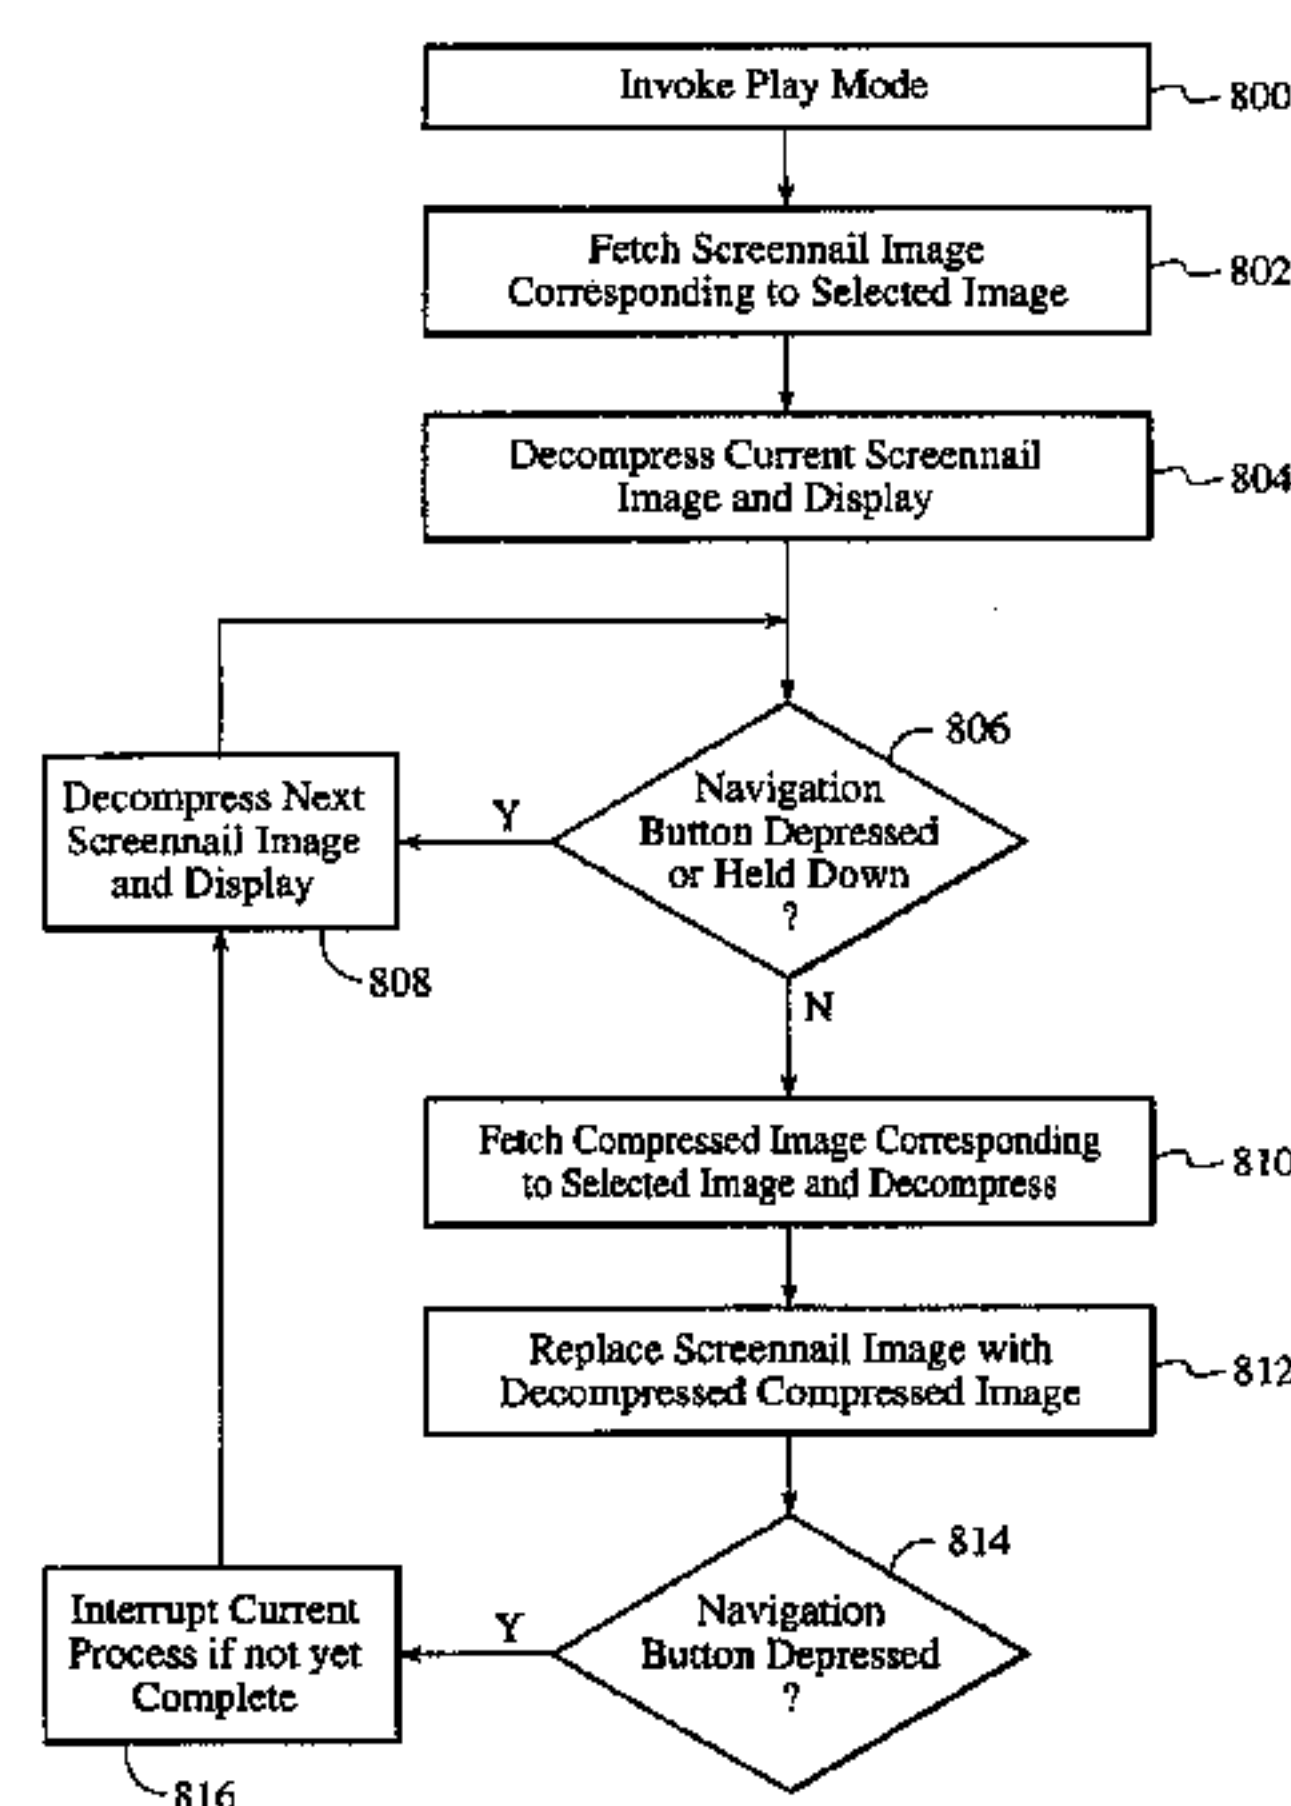 Invoke Play Mode
800
Fetch Screennail Image
Corresponding to Selected Image
802
Decompress Current Screennail
Image and Display
804
806
Navigation
Button Depressed
or Held Down
?
Y
Decompress Next
Screennail Image
and Display
808
N
Fetch Compressed Image Corresponding
to Selected Image and Decompress
810
Replace Screennail Image with
Decompressed Compressed Image
812
814
Navigation
Button Depressed
?
Y
Interrupt Current
Process if not yet
Complete
816